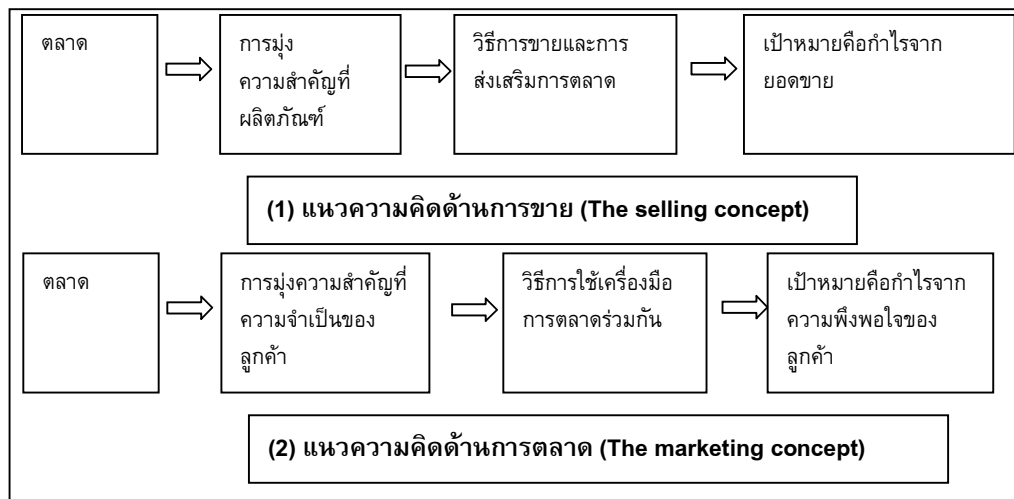 ตลาด
การมุ่ง
ความสำคัญที่
ผลิตภัณฑ์
วิธีการขายและการ
ส่งเสริมการตลาด
เป้าหมายคือกำไรจาก
ยอดขาย
(1) แนวความคิดด้านการขาย (The selling concept)
ตลาด
การมุ่งความสำคัญที่
ความจำเป็นของ
ลูกค้า
วิธีการใช้เครื่องมือ
การตลาดร่วมกัน
เป้าหมายคือกำไรจาก
ความพึงพอใจของ
ลูกค้า
(2) แนวความคิดด้านการตลาด (The marketing concept)